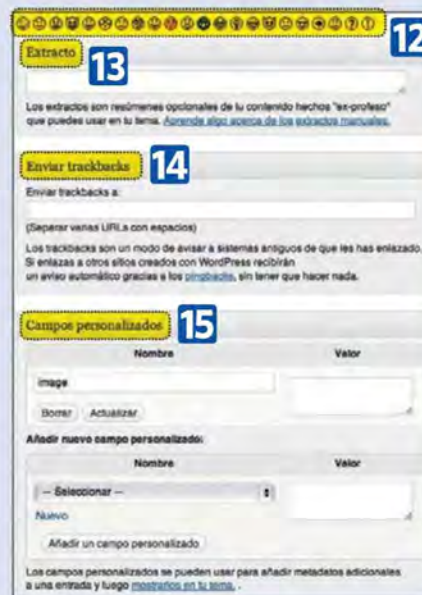 12
Extracto
13
Los extractos son resúmenes opcionales de tu contenido hechos "ex-profeso"
que puedes usar en tu tema. Aprende algo acerca de los extractos manuales.
Enviar trackbacks
14
Enviar trackbacks a:
(Separar varias URLs con espacios)
Los trackbacks son un modo de avisar a sistemas antiguos de que les has enlazado.
Si enlazas a otros sitios creados con WordPress recibirán
un aviso automático gracias a los pingbacks, sin tener que hacer nada.
Campos personalizados
15
Nombre Valor
image
Borrar Actualizar
Añadir nuevo campo personalizado:
Nombre Valor
— Seleccionar —
Nuevo
Añadir un campo personalizado
Los campos personalizados se pueden usar para añadir metadatos adicionales
a una entrada y luego mostrarlos en tu tema. .